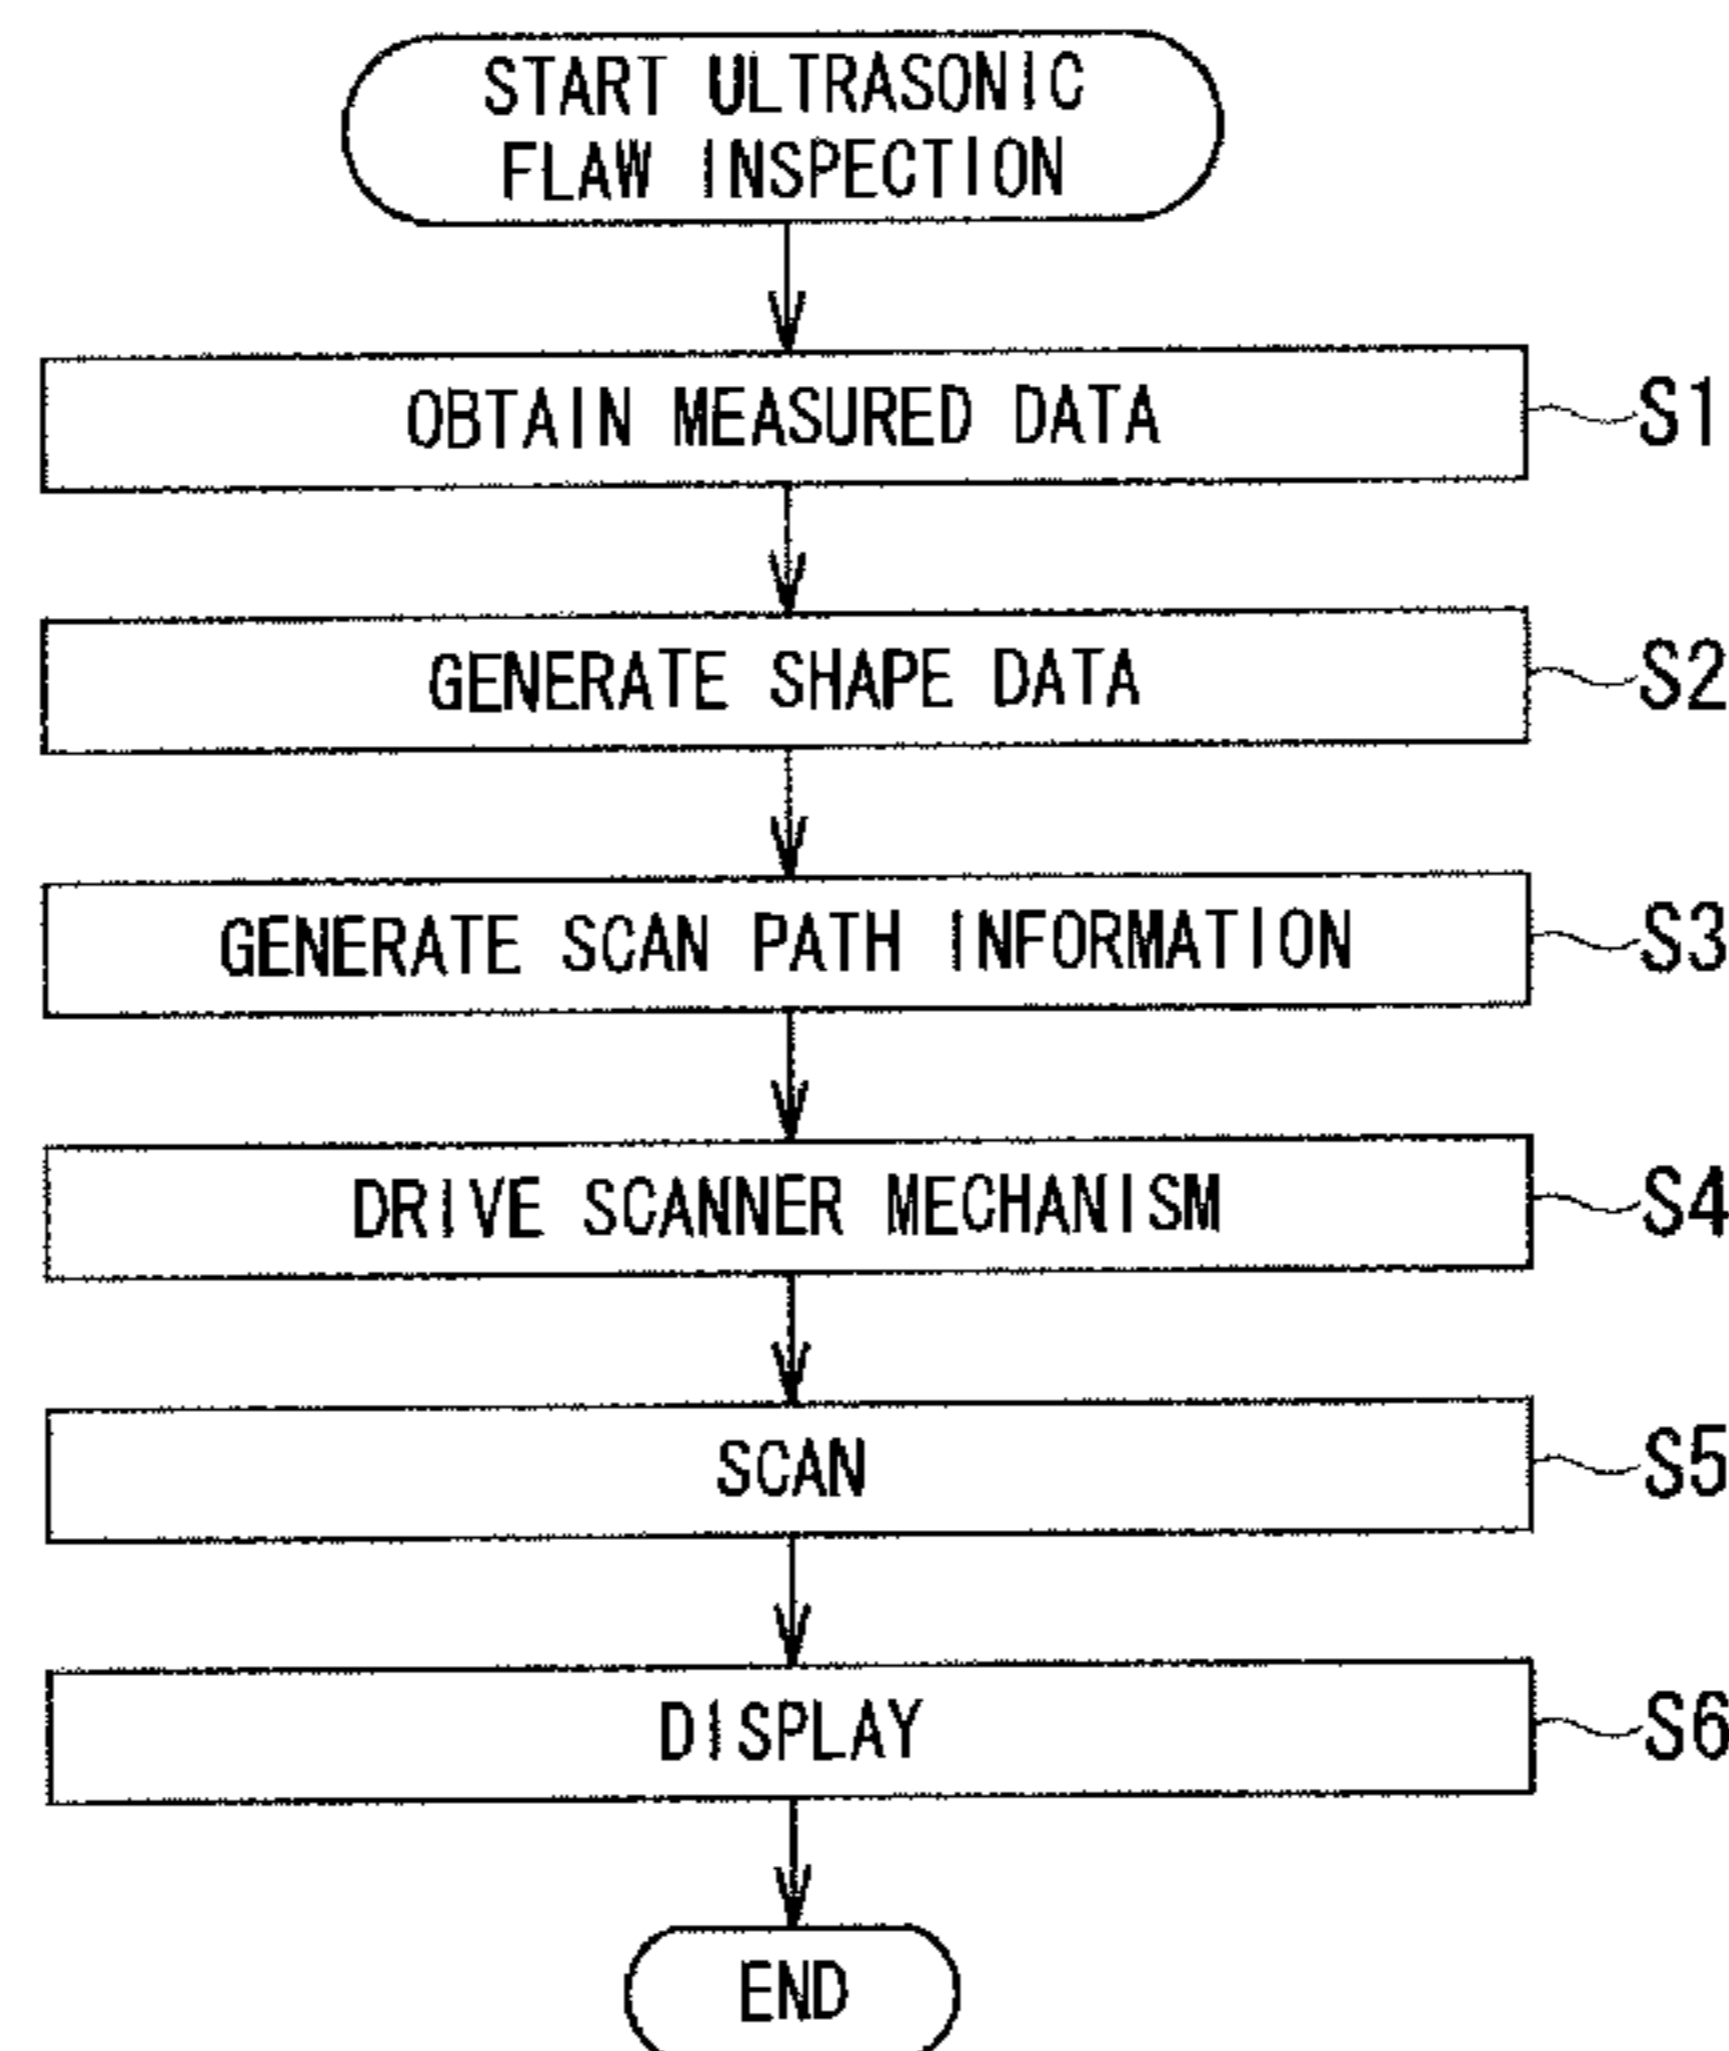 START ULTRASONIC
FLAW INSPECTION
OBTAIN MEASURED DATA
S1
GENERATE SHAPE DATA
S2
GENERATE SCAN PATH INFORMATION
S3
DRIVE SCANNER MECHANISM
S4
SCAN
S5
DISPLAY
S6
END